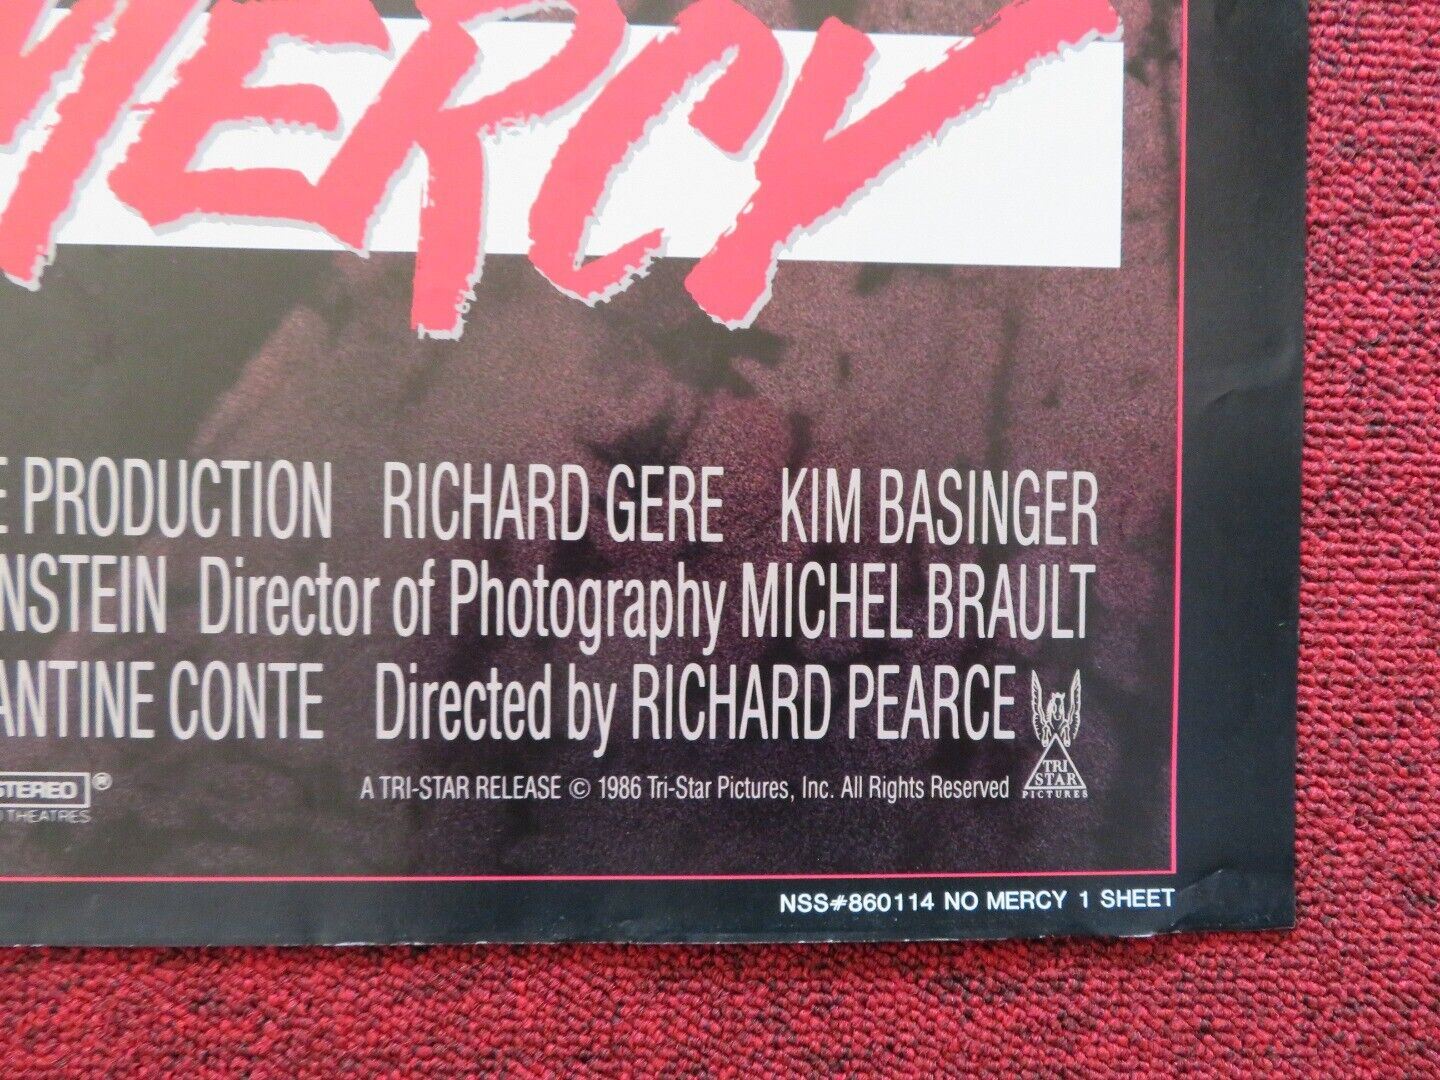 MERCY
E PRODUCTION RICHARD GERE KIM BASINGER
NSTEIN Director of Photography MICHEL BRAULT
ANTINE CONTE Directed by RICHARD PEARCE
TRI
STAR
PICTURES
STEREO ®
THEATRES
A TRI-STAR RELEASE © 1986 Tri-Star Pictures, Inc. All Rights Reserved
NSS#860114 NO MERCY 1 SHEET